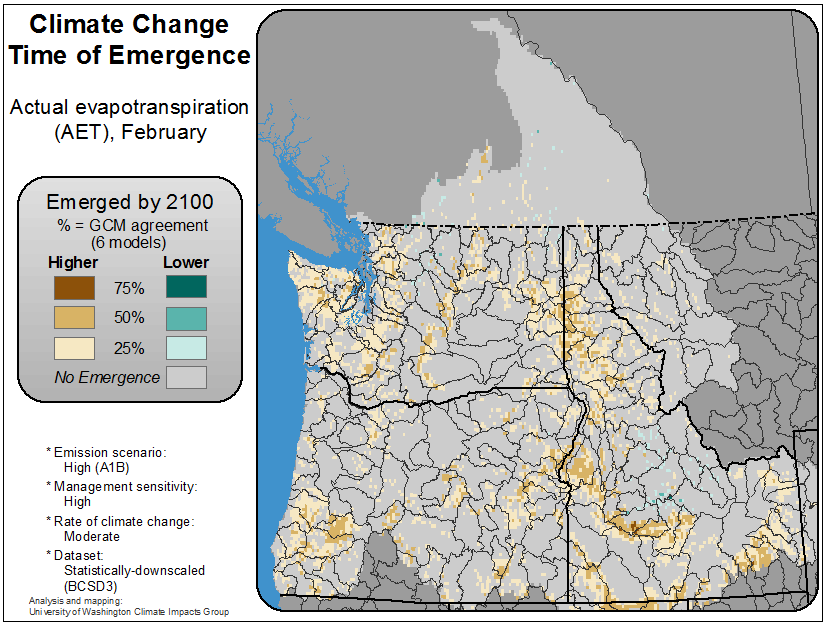 Climate Change
Time of Emergence
Actual evapotranspiration
(AET), February
Emerged by 2100
% = GCM agreement
(6 models)
Higher Lower
75%
50%
25%
No Emergence
* Emission scenario:
High (A1B)
* Management sensitivity:
High
* Rate of climate change:
Moderate
* Dataset:
Statistically-downscaled
(BCSD3)
Analysis and mapping:
University of Washington Climate Impacts Group